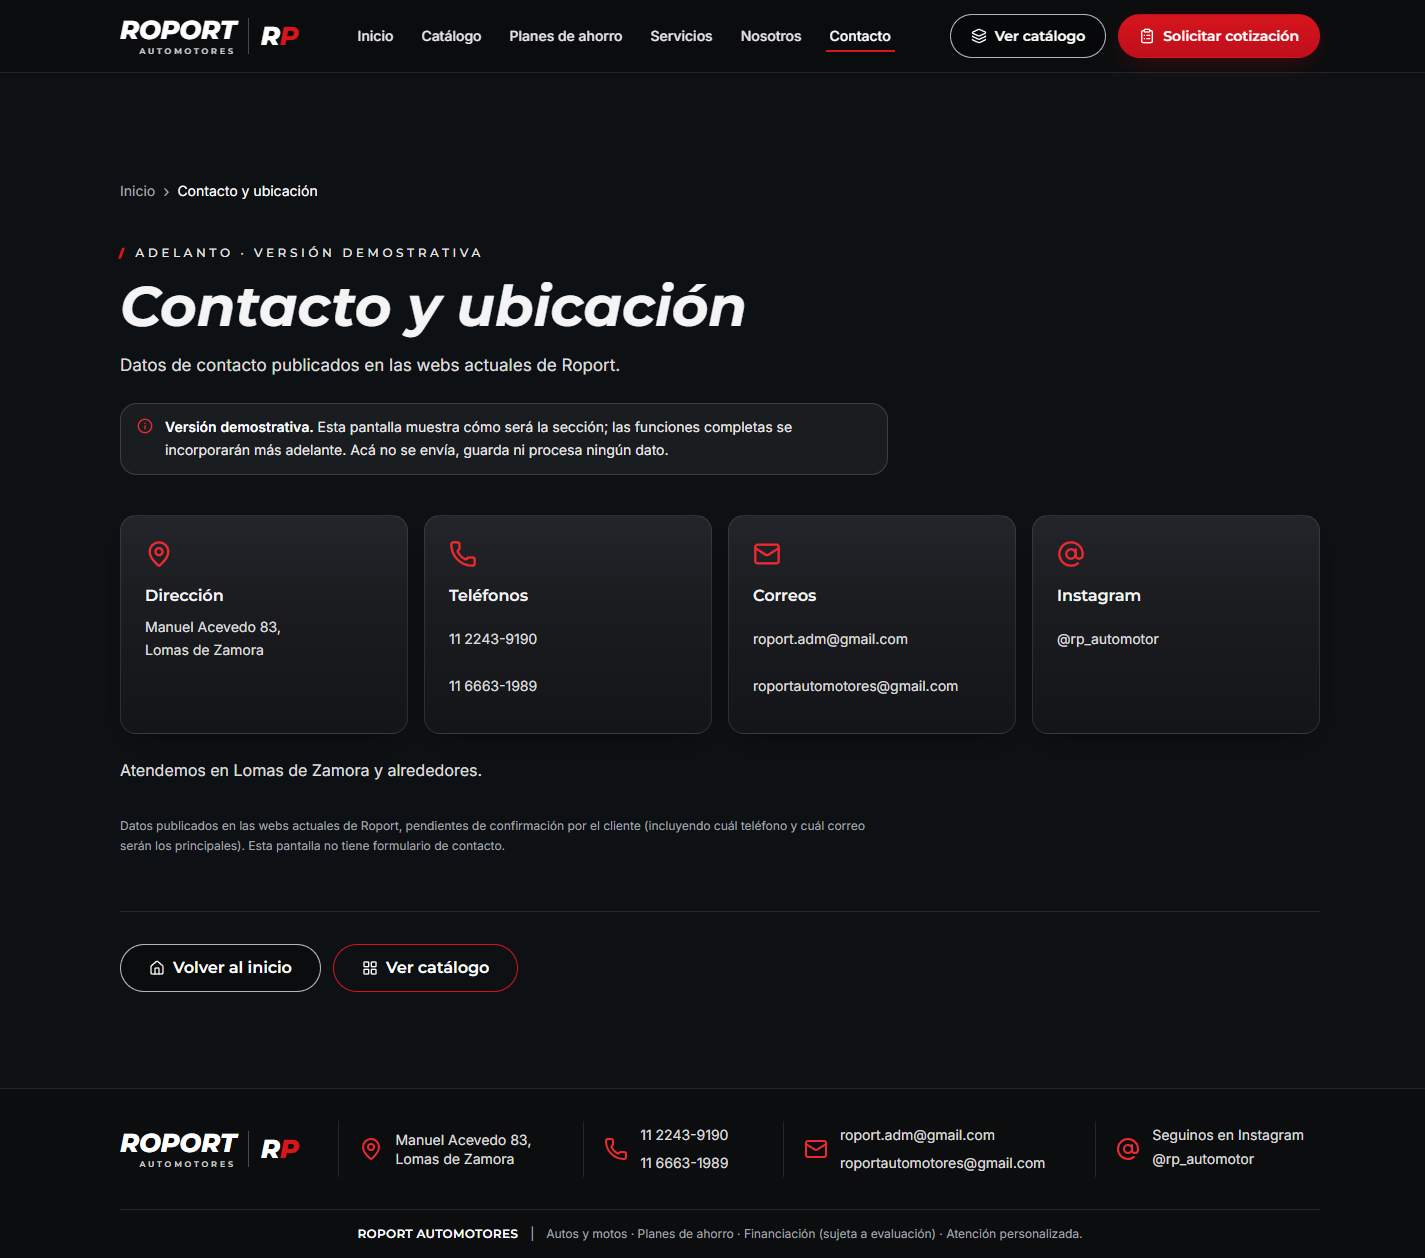 ROPORT
AUTOMOTORES
RP
Inicio
Catálogo
Planes de ahorro
Servicios
Nosotros
Contacto
Ver catálogo
Solicitar cotización
Inicio › Contacto y ubicación
ADELANTO · VERSIÓN DEMOSTRATIVA
Contacto y ubicación
Datos de contacto publicados en las webs actuales de Roport.
Versión demostrativa. Esta pantalla muestra cómo será la sección; las funciones completas se
incorporarán más adelante. Acá no se envía, guarda ni procesa ningún dato.
Dirección
Manuel Acevedo 83,
Lomas de Zamora
Teléfonos
11 2243-9190
11 6663-1989
Correos
roport.adm@gmail.com
roportautomotores@gmail.com
Instagram
@rp_automotor
Atendemos en Lomas de Zamora y alrededores.
Datos publicados en las webs actuales de Roport, pendientes de confirmación por el cliente (incluyendo cuál teléfono y cuál correo
serán los principales). Esta pantalla no tiene formulario de contacto.
Volver al inicio
Ver catálogo
ROPORT
AUTOMOTORES
RP
Manuel Acevedo 83,
Lomas de Zamora
11 2243-9190
11 6663-1989
roport.adm@gmail.com
roportautomotores@gmail.com
Seguinos en Instagram
@rp_automotor
ROPORT AUTOMOTORES | Autos y motos · Planes de ahorro · Financiación (sujeta a evaluación) · Atención personalizada.